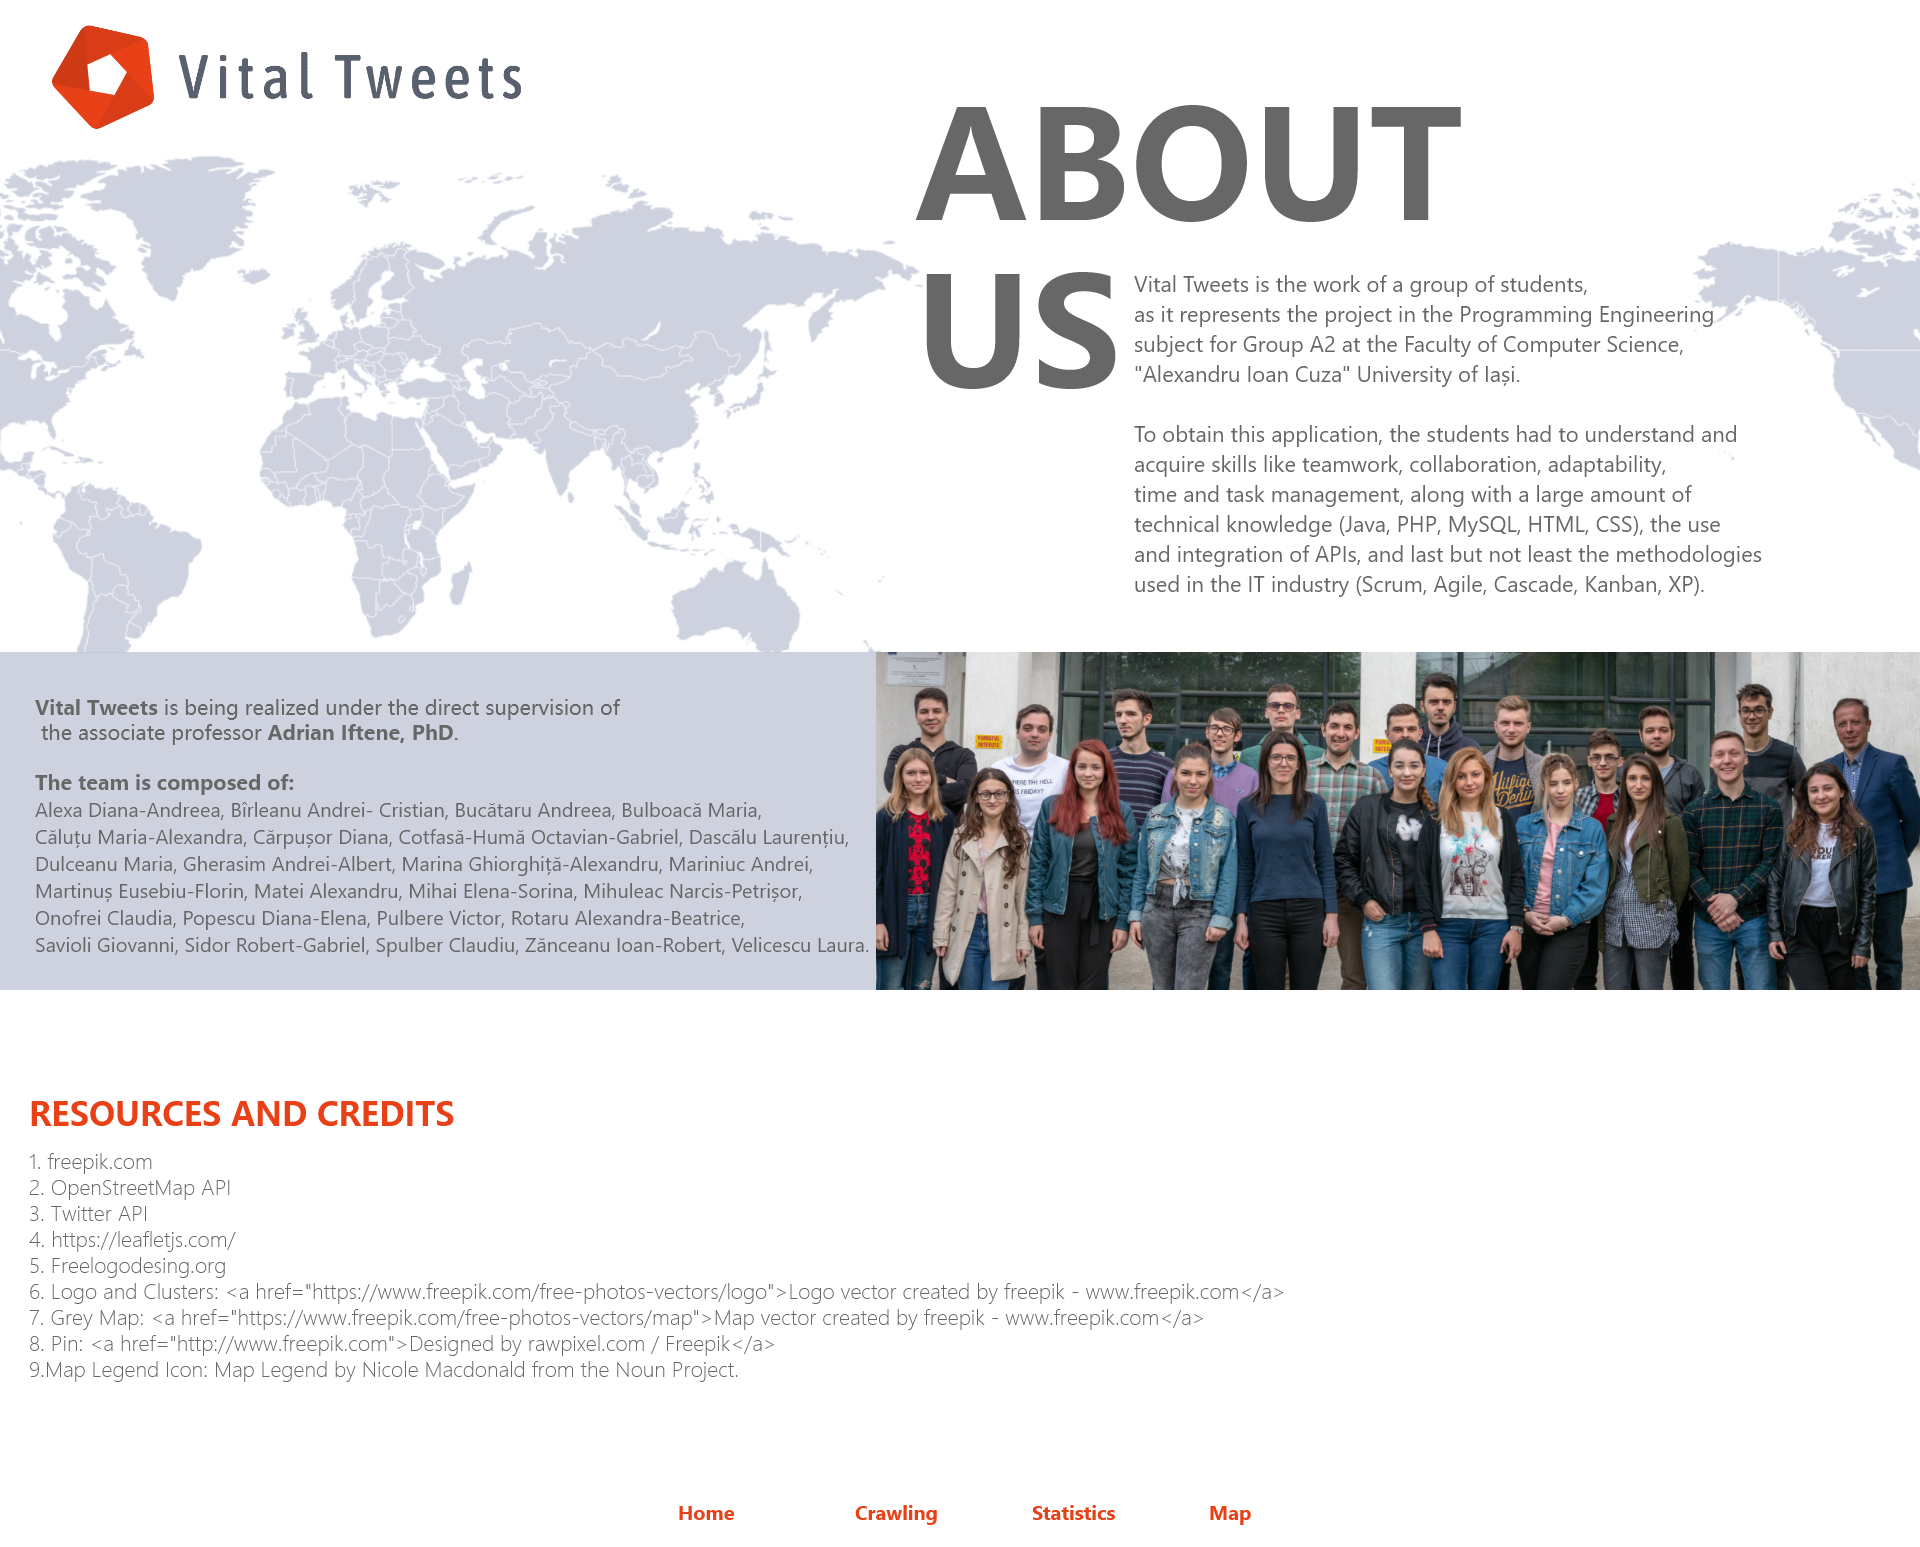 Vital Tweets
ABOUT
US
Vital Tweets is the work of a group of students,
as it represents the project in the Programming Engineering
subject for Group A2 at the Faculty of Computer Science,
"Alexandru Ioan Cuza" University of Iași.
To obtain this application, the students had to understand and
acquire skills like teamwork, collaboration, adaptability,
time and task management, along with a large amount of
technical knowledge (Java, PHP, MySQL, HTML, CSS), the use
and integration of APIs, and last but not least the methodologies
used in the IT industry (Scrum, Agile, Cascade, Kanban, XP).
Vital Tweets is being realized under the direct supervision of
the associate professor Adrian Iftene, PhD.
The team is composed of:
Alexa Diana-Andreea, Bîrleanu Andrei- Cristian, Bucătaru Andreea, Bulboacă Maria,
Căluțu Maria-Alexandra, Cărpușor Diana, Cotfasă-Humă Octavian-Gabriel, Dascălu Laurențiu,
Dulceanu Maria, Gherasim Andrei-Albert, Marina Ghiorghiță-Alexandru, Mariniuc Andrei,
Martinuș Eusebiu-Florin, Matei Alexandru, Mihai Elena-Sorina, Mihuleac Narcis-Petrișor,
Onofrei Claudia, Popescu Diana-Elena, Pulbere Victor, Rotaru Alexandra-Beatrice,
Savioli Giovanni, Sidor Robert-Gabriel, Spulber Claudiu, Zănceanu Ioan-Robert, Velicescu Laura.
FUMATUL
INTERZIS
THE HELL
IS FRIDAY?
Hilfiger
Denim
RESOURCES AND CREDITS
1. freepik.com
2. OpenStreetMap API
3. Twitter API
4. https://leafletjs.com/
5. Freelogodesing.org
6. Logo and Clusters: <a href="https://www.freepik.com/free-photos-vectors/logo">Logo vector created by freepik - www.freepik.com</a>
7. Grey Map: <a href="https://www.freepik.com/free-photos-vectors/map">Map vector created by freepik - www.freepik.com</a>
8. Pin: <a href="http://www.freepik.com">Designed by rawpixel.com / Freepik</a>
9.Map Legend Icon: Map Legend by Nicole Macdonald from the Noun Project.
Home Crawling Statistics Map